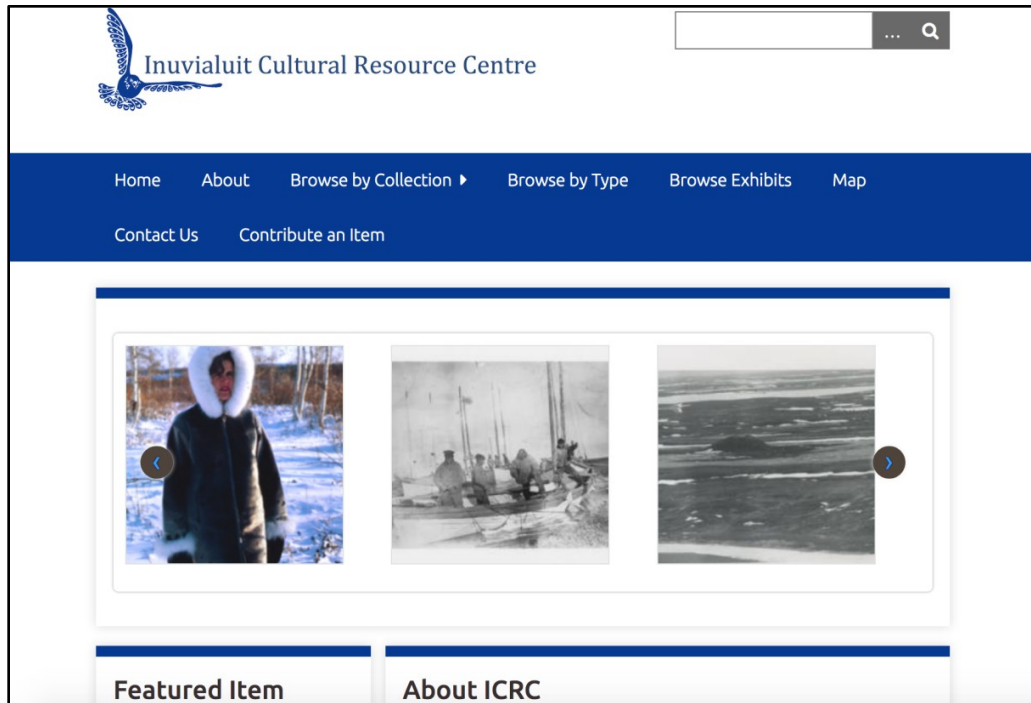 Inuvialuit Cultural Resource Centre
...
Home About Browse by Collection Browse by Type Browse Exhibits Map
Contact Us Contribute an Item
Featured Item
About ICRC